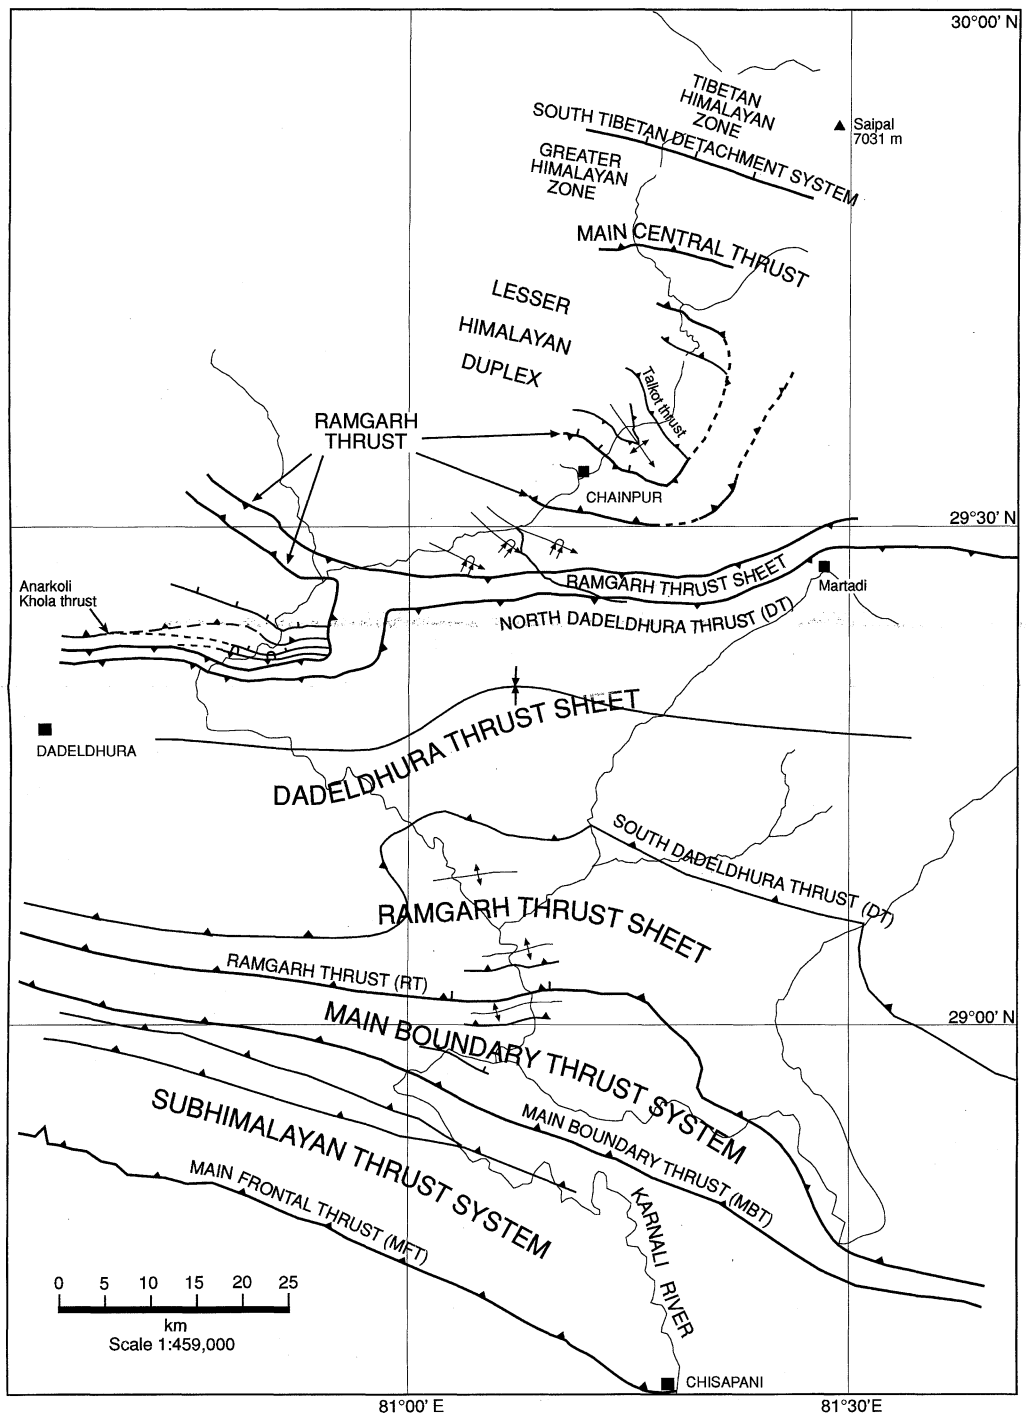 30°00' N
TIBETAN
HIMALAYAN
ZONE
SOUTH TIBETAN DETACHMENT SYSTEM
Saipal
7031 m
GREATER
HIMALAYAN
ZONE
MAIN CENTRAL THRUST
LESSER
HIMALAYAN
DUPLEX
Talkot thrust
RAMGARH
THRUST
CHAINPUR
29°30' N
RAMGARH THRUST SHEET
Martadi
Anarkoli
Khola thrust
NORTH DADELDHURA THRUST (DT)
DADELDHURA THRUST SHEET
DADELDHURA
SOUTH DADELDHURA THRUST (DT)
RAMGARH THRUST SHEET
RAMGARH THRUST (RT)
29°00' N
MAIN BOUNDARY THRUST SYSTEM
MAIN BOUNDARY THRUST (MBT)
SUBHIMALAYAN THRUST SYSTEM
MAIN FRONTAL THRUST (MFT)
KARNALI RIVER
0 5 10 15 20 25
km
Scale 1:459,000
CHISAPANI
81°00' E
81°30' E